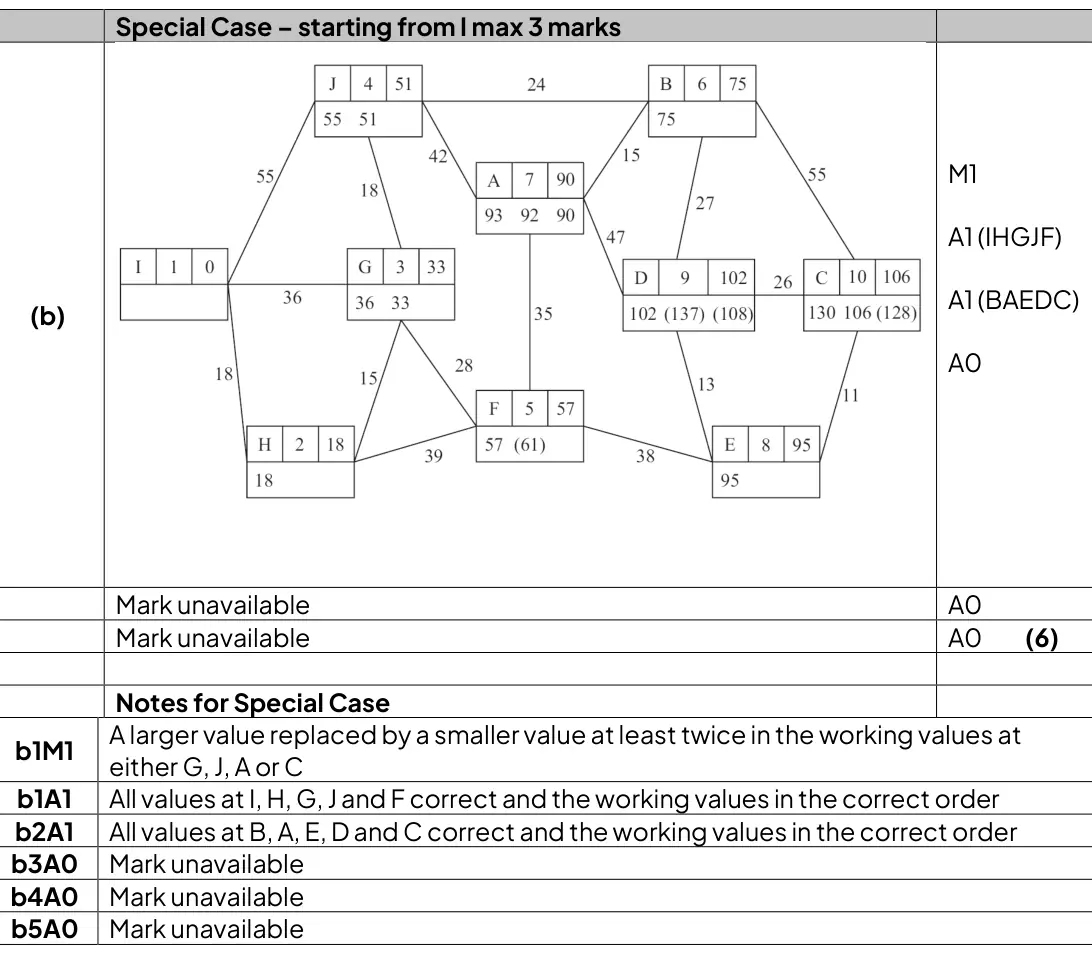 Special Case – starting from I max 3 marks
(b)
J 4 51
55 51
24
B 6 75
75
42
15
55
A 7 90
93 92 90
55
18
27
47
I 1 0
G 3 33
36 33
36
D 9 102
102 (137) (108)
26
C 10 106
130 106 (128)
35
18
15
28
13
11
F 5 57
57 (61)
H 2 18
18
39
38
E 8 95
95
M1
A1 (IHGJF)
A1 (BAEDC)
A0
Mark unavailable A0
Mark unavailable A0 (6)
Notes for Special Case
b1M1 A larger value replaced by a smaller value at least twice in the working values at
either G, J, A or C
b1A1 All values at I, H, G, J and F correct and the working values in the correct order
b2A1 All values at B, A, E, D and C correct and the working values in the correct order
b3A0 Mark unavailable
b4A0 Mark unavailable
b5A0 Mark unavailable